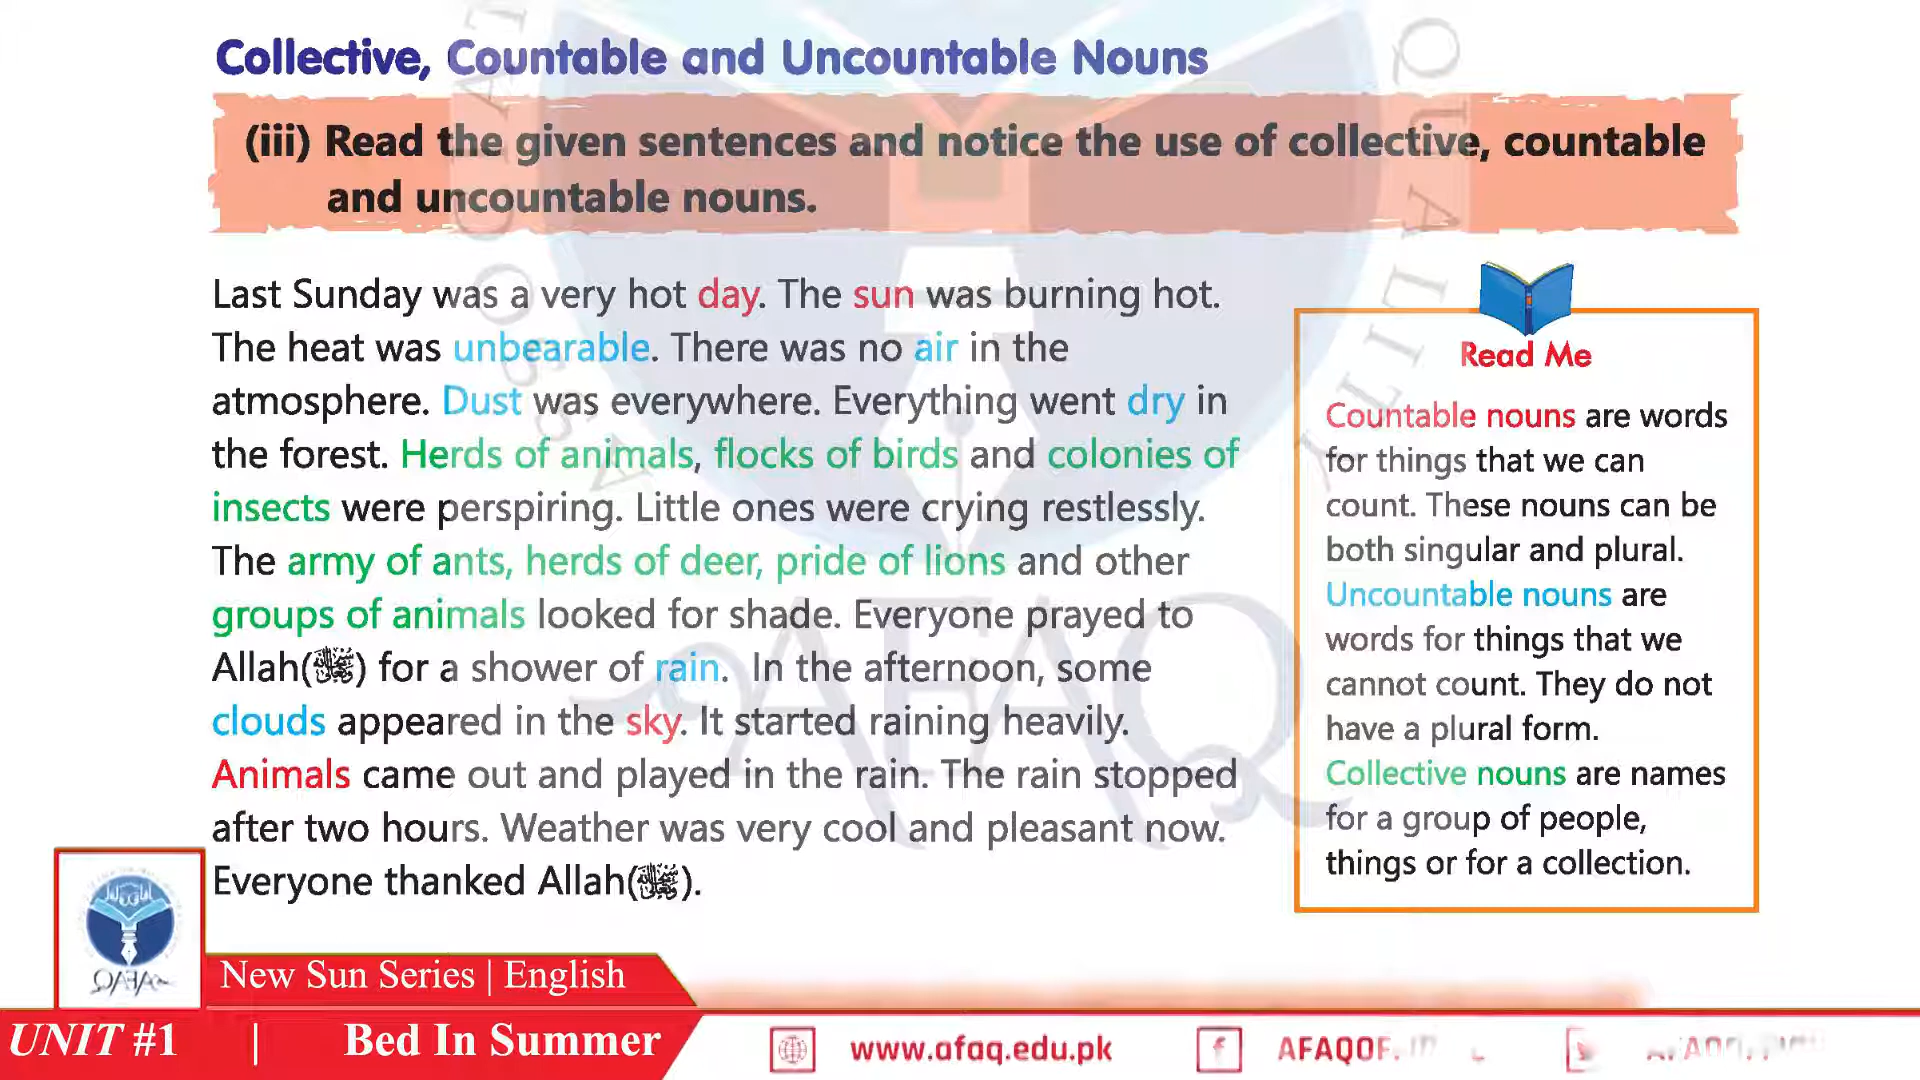 Collective, Countable and Uncountable Nouns
(iii) Read the given sentences and notice the use of collective, countable
and uncountable nouns.
Last Sunday was a very hot day. The sun was burning hot.
The heat was unbearable. There was no air in the
atmosphere. Dust was everywhere. Everything went dry in
the forest. Herds of animals, flocks of birds and colonies of
insects were perspiring. Little ones were crying restlessly.
The army of ants, herds of deer, pride of lions and other
groups of animals looked for shade. Everyone prayed to
Allah(ﷻ) for a shower of rain. In the afternoon, some
clouds appeared in the sky. It started raining heavily.
Animals came out and played in the rain. The rain stopped
after two hours. Weather was very cool and pleasant now.
Everyone thanked Allah(ﷻ).
Read Me
Countable nouns are words
for things that we can
count. These nouns can be
both singular and plural.
Uncountable nouns are
words for things that we
cannot count. They do not
have a plural form.
Collective nouns are names
for a group of people,
things or for a collection.
AFAQ
New Sun Series | English
UNIT #1 | Bed In Summer
www.afaq.edu.pk